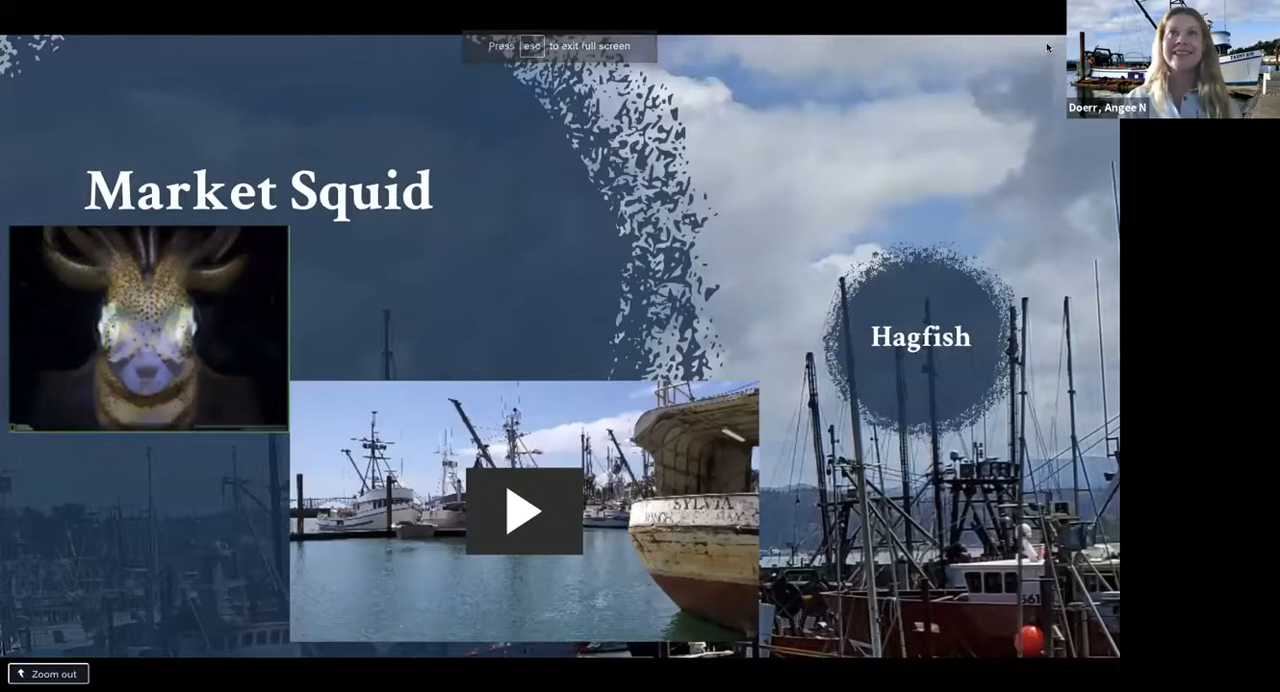 Press esc to exit full screen
Doerr, Angee N
Market Squid
Hagfish
SYLVIA
Zoom out